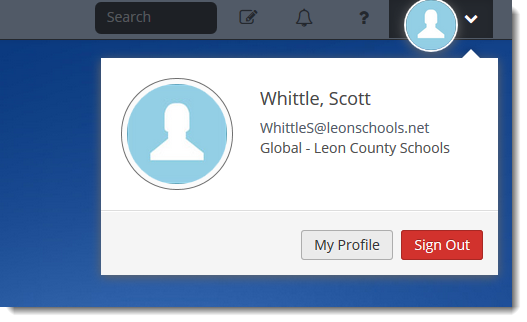 Search
?
Whittle, Scott
WhittleS@leonschools.net
Global - Leon County Schools
My Profile
Sign Out